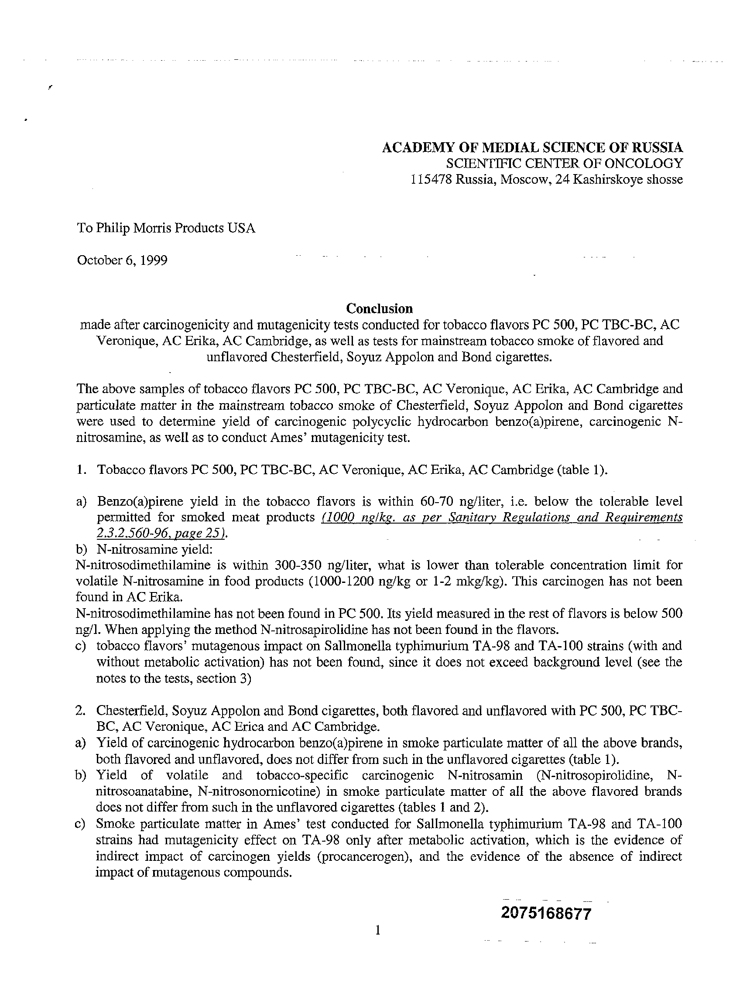 ACADEMY OF MEDIAL SCIENCE OF RUSSIA
SCIENTIFIC CENTER OF ONCOLOGY
115478 Russia, Moscow, 24 Kashirskoye shosse
To Philip Morris Products USA
October 6, 1999
Conclusion
made after carcinogenicity and mutagenicity tests conducted for tobacco flavors PC 500, PC TBC-BC, AC
Veronique, AC Erika, AC Cambridge, as well as tests for mainstream tobacco smoke of flavored and
unflavored Chesterfield, Soyuz Appolon and Bond cigarettes.
The above samples of tobacco flavors PC 500, PC TBC-BC, AC Veronique, AC Erika, AC Cambridge and
particulate matter in the mainstream tobacco smoke of Chesterfield, Soyuz Appolon and Bond cigarettes
were used to determine yield of carcinogenic polycyclic hydrocarbon benzo(a)pirene, carcinogenic N-
nitrosamine, as well as to conduct Ames' mutagenicity test.
1. Tobacco flavors PC 500, PC TBC-BC, AC Veronique, AC Erika, AC Cambridge (table 1).
a) Benzo(a)pirene yield in the tobacco flavors is within 60-70 ng/liter, i.e. below the tolerable level
permitted for smoked meat products (1000 ng/kg. as per Sanitary Regulations and Requirements
2.3.2.560-96, page 25).
b) N-nitrosamine yield:
N-nitrosodimethilamine is within 300-350 ng/liter, what is lower than tolerable concentration limit for
volatile N-nitrosamine in food products (1000-1200 ng/kg or 1-2 mkg/kg). This carcinogen has not been
found in AC Erika.
N-nitrosodimethilamine has not been found in PC 500. Its yield measured in the rest of flavors is below 500
ng/l. When applying the method N-nitrosapirolidine has not been found in the flavors.
c) tobacco flavors' mutagenous impact on Sallmonella typhimurium TA-98 and TA-100 strains (with and
without metabolic activation) has not been found, since it does not exceed background level (see the
notes to the tests, section 3)
2. Chesterfield, Soyuz Appolon and Bond cigarettes, both flavored and unflavored with PC 500, PC TBC-
BC, AC Veronique, AC Erica and AC Cambridge.
a) Yield of carcinogenic hydrocarbon benzo(a)pirene in smoke particulate matter of all the above brands,
both flavored and unflavored, does not differ from such in the unflavored cigarettes (table 1).
b) Yield of volatile and tobacco-specific carcinogenic N-nitrosamin (N-nitrosopirolidine, N-
nitrosoanatabine, N-nitrosonornicotine) in smoke particulate matter of all the above flavored brands
does not differ from such in the unflavored cigarettes (tables 1 and 2).
c) Smoke particulate matter in Ames' test conducted for Sallmonella typhimurium TA-98 and TA-100
strains had mutagenicity effect on TA-98 only after metabolic activation, which is the evidence of
indirect impact of carcinogen yields (procancerogen), and the evidence of the absence of indirect
impact of mutagenous compounds.
2075168677
1